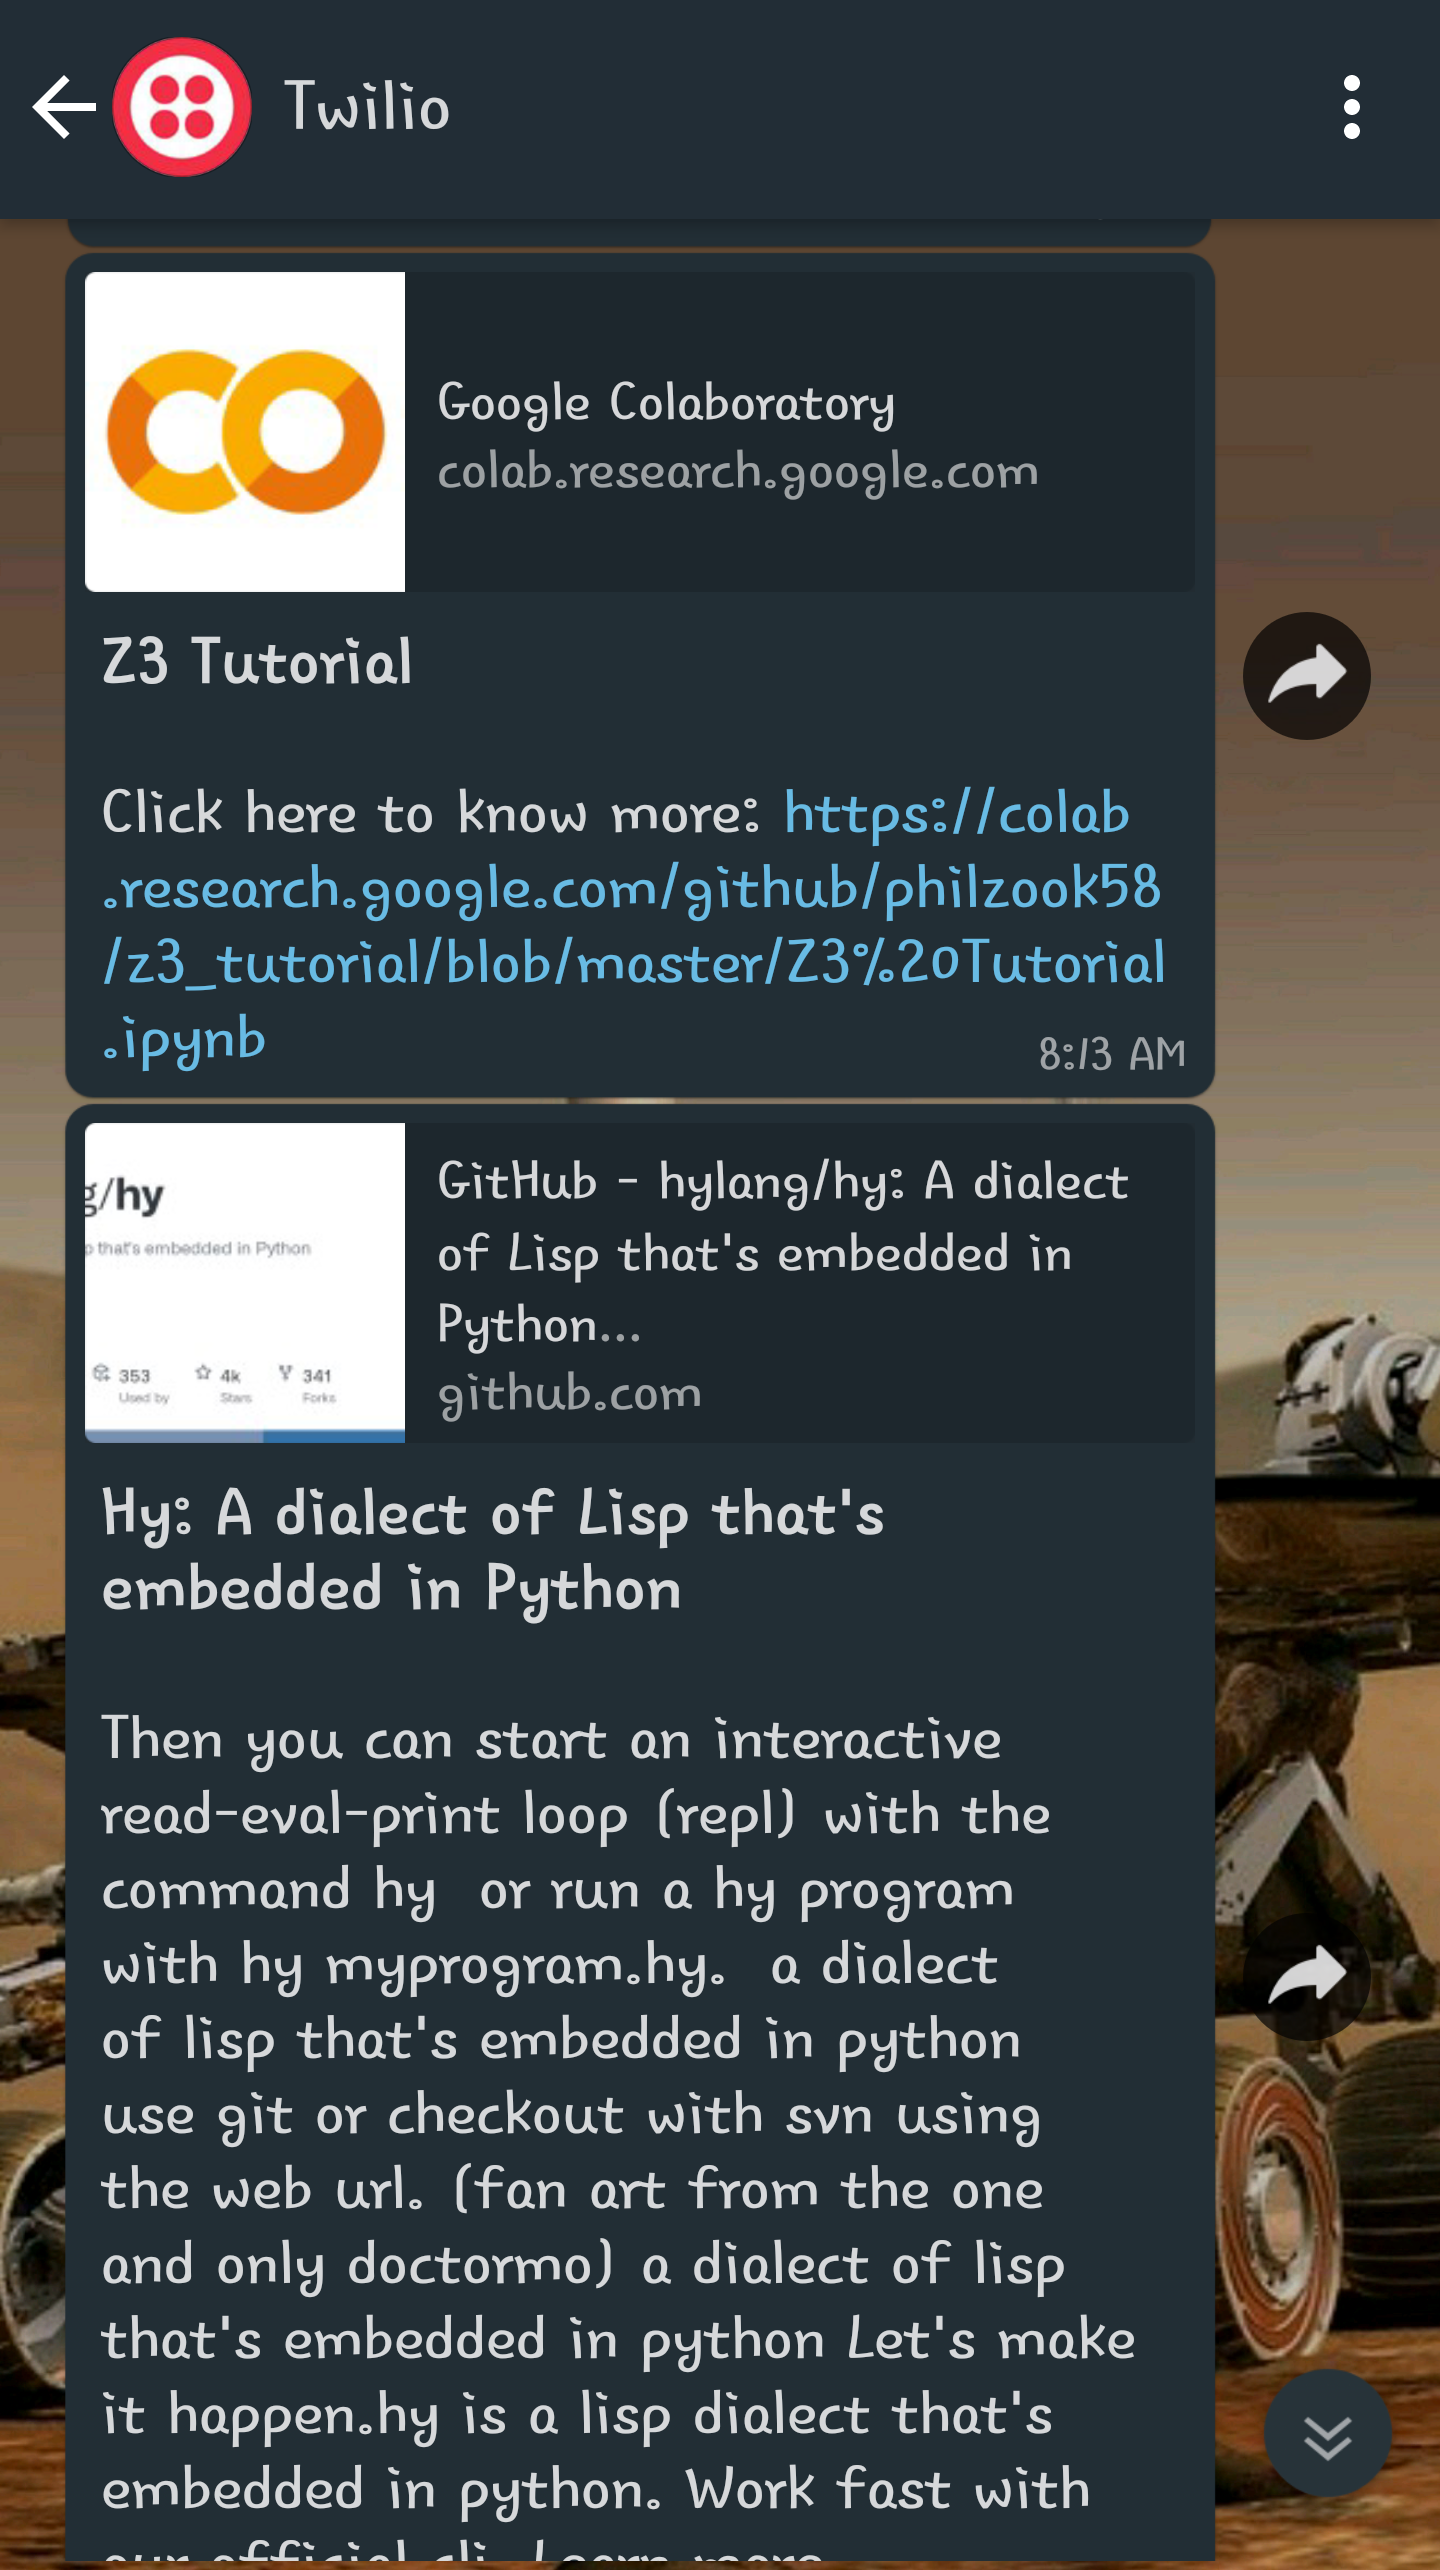 Twilio
Google Colaboratory
colab.research.google.com
Z3 Tutorial
Click here to know more: https://colab
.research.google.com/github/philzook58
/z3_tutorial/blob/master/Z3%20Tutorial
.ipynb
8:13 AM
g/hy
p that's embedded in Python
353
Used by
4k
Stars
341
Forks
GitHub - hylang/hy: A dialect
of Lisp that's embedded in
Python...
github.com
Hy: A dialect of Lisp that's
embedded in Python
Then you can start an interactive
read-eval-print loop (repl) with the
command hy  or run a hy program
with hy myprogram.hy.  a dialect
of lisp that's embedded in python
use git or checkout with svn using
the web url. (fan art from the one
and only doctormo) a dialect of lisp
that's embedded in python Let's make
it happen.hy is a lisp dialect that's
embedded in python. Work fast with
our official cli. Learn more